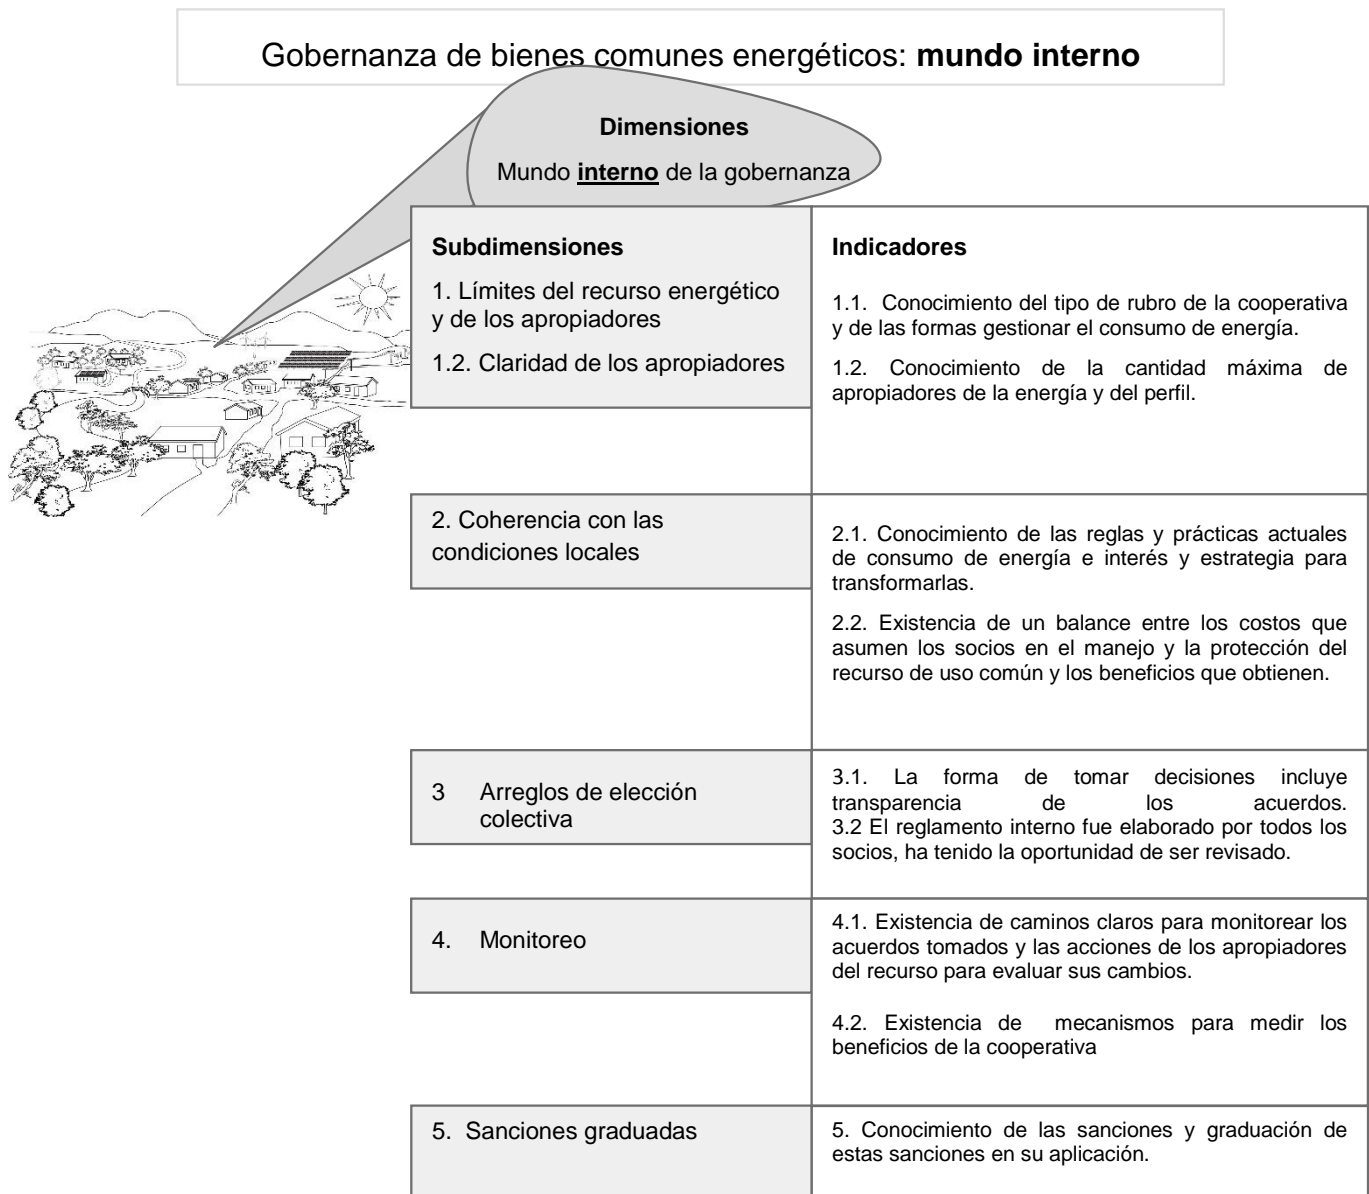 Gobernanza de bienes comunes energéticos: mundo interno
Dimensiones
Mundo interno de la gobernanza
Subdimensiones
1. Límites del recurso energético
y de los apropiadores
1.2. Claridad de los apropiadores
Indicadores
1.1. Conocimiento del tipo de rubro de la cooperativa
y de las formas gestionar el consumo de energía.
1.2. Conocimiento de la cantidad máxima de
apropiadores de la energía y del perfil.
2. Coherencia con las
condiciones locales
2.1. Conocimiento de las reglas y prácticas actuales
de consumo de energía e interés y estrategia para
transformarlas.
2.2. Existencia de un balance entre los costos que
asumen los socios en el manejo y la protección del
recurso de uso común y los beneficios que obtienen.
3 Arreglos de elección
colectiva
3.1. La forma de tomar decisiones incluye
transparencia de los acuerdos.
3.2 El reglamento interno fue elaborado por todos los
socios, ha tenido la oportunidad de ser revisado.
4. Monitoreo
4.1. Existencia de caminos claros para monitorear los
acuerdos tomados y las acciones de los apropiadores
del recurso para evaluar sus cambios.
4.2. Existencia de mecanismos para medir los
beneficios de la cooperativa
5. Sanciones graduadas
5. Conocimiento de las sanciones y graduación de
estas sanciones en su aplicación.